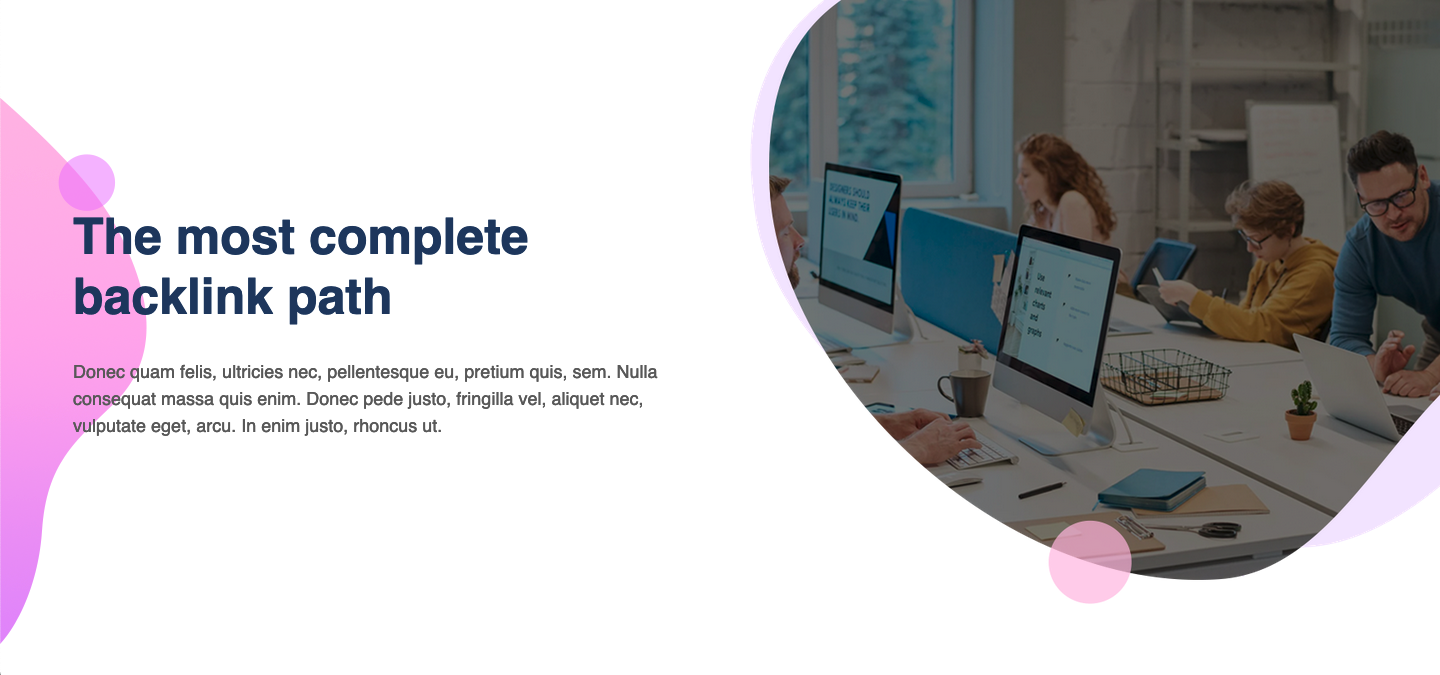 The most complete
backlink path
Donec quam felis, ultricies nec, pellentesque eu, pretium quis, sem. Nulla
consequat massa quis enim. Donec pede justo, fringilla vel, aliquet nec,
vulputate eget, arcu. In enim justo, rhoncus ut.
DESIGNERS SHOULD
ALWAYS KEEP THEIR
USERS IN MIND.
Use
relevant
charts
and
graphs